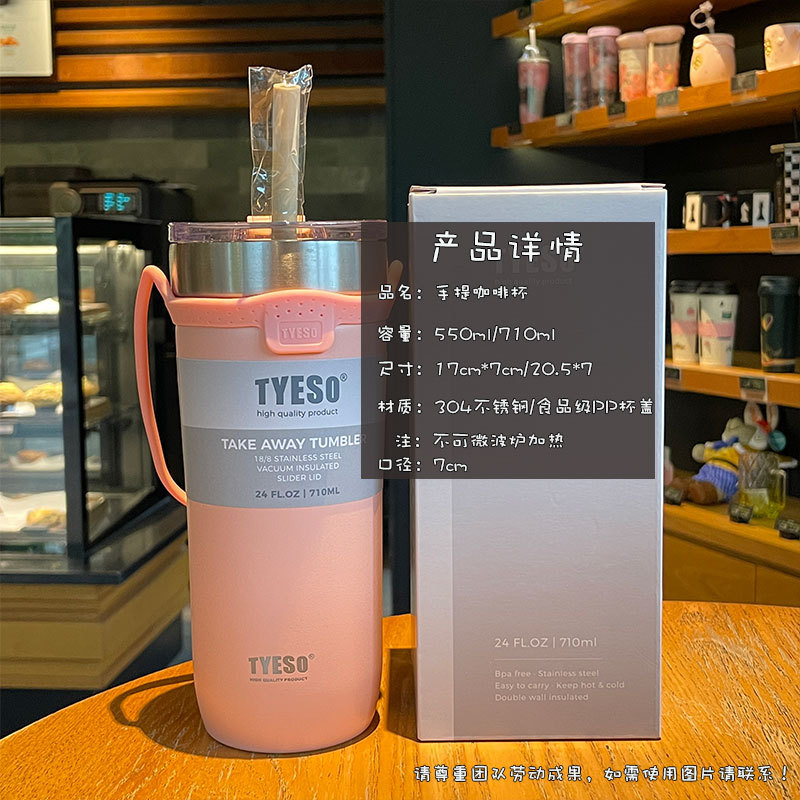 产品详情
品名：手提咖啡杯
容量：550ml/710ml
尺寸：17cm*7cm/20.5*7
材质：304不锈钢/食品级PP杯盖
注：不可微波炉加热
口径：7cm
TYESO
TYESO®
high quality product
TAKE AWAY TUMBLER
18/8 STAINLESS STEEL
VACUUM INSULATED
SLIDER LID
24 FL.OZ | 710ML
TYESO®
HIGH QUALITY PRODUCT
TYESO
high quality product
24 FL.OZ | 710ml
Bpa free · Stainless steel
Easy to carry · Keep hot & cold
Double wall insulated
请尊重团队劳动成果，如需使用图片请联系！